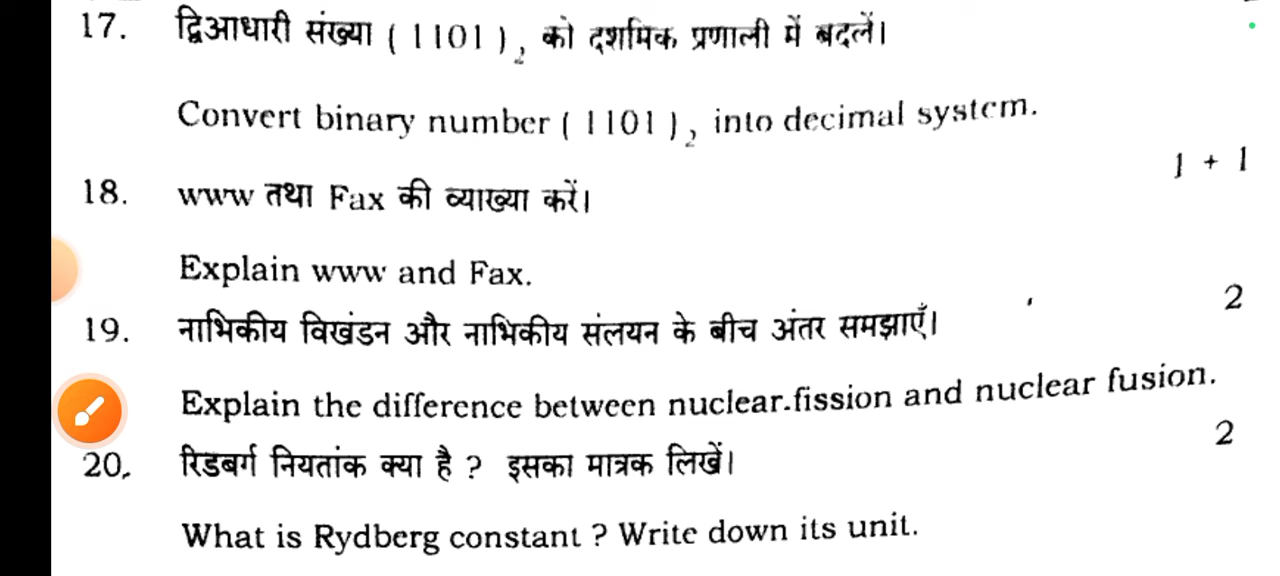 17. द्विआधारी संख्या ( 1101 )₂ को दशमिक प्रणाली में बदलें।
Convert binary number ( 1101 )₂ into decimal system.
1 + 1
18. www तथा Fax की व्याख्या करें।
Explain www and Fax.
2
19. नाभिकीय विखंडन और नाभिकीय संलयन के बीच अंतर समझाएँ।
Explain the difference between nuclear fission and nuclear fusion.
2
20. रिडबर्ग नियतांक क्या है ? इसका मात्रक लिखें।
What is Rydberg constant ? Write down its unit.